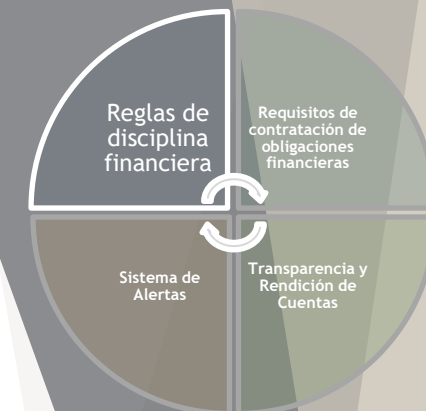 Reglas de
disciplina
financiera
Requisitos de
contratación de
obligaciones
financieras
Sistema de
Alertas
Transparencia y
Rendición de
Cuentas